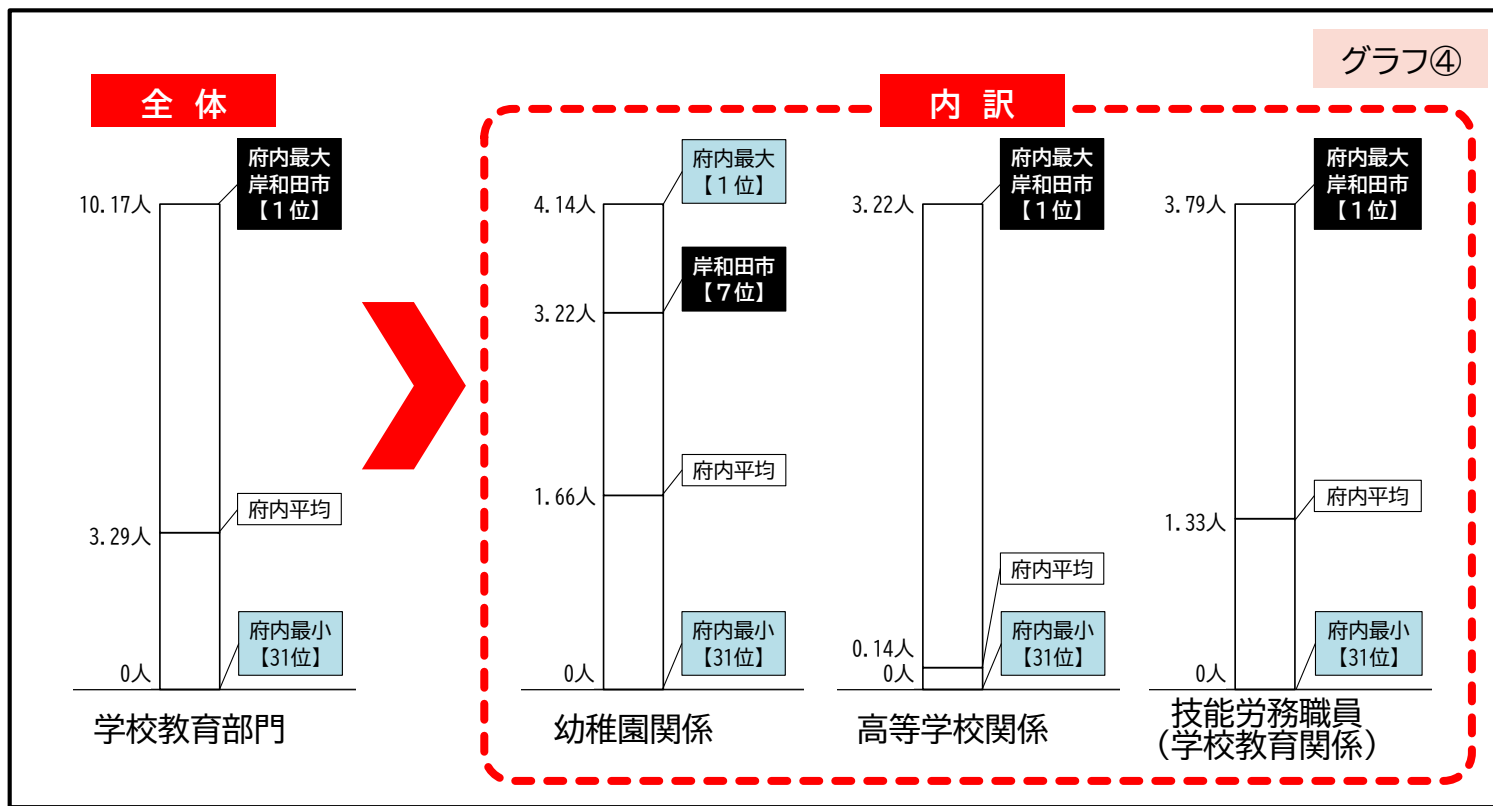 グラフ④
全 体
府内最大
岸和田市
【１位】
10.17人
府内平均
3.29人
府内最小
【31位】
0人
学校教育部門
内 訳
府内最大
【１位】
4.14人
岸和田市
【７位】
3.22人
府内平均
1.66人
府内最小
【31位】
0人
幼稚園関係
府内最大
岸和田市
【１位】
3.22人
府内平均
0.14人
府内最小
【31位】
0人
高等学校関係
府内最大
岸和田市
【１位】
3.79人
府内平均
1.33人
府内最小
【31位】
0人
技能労務職員
(学校教育関係)